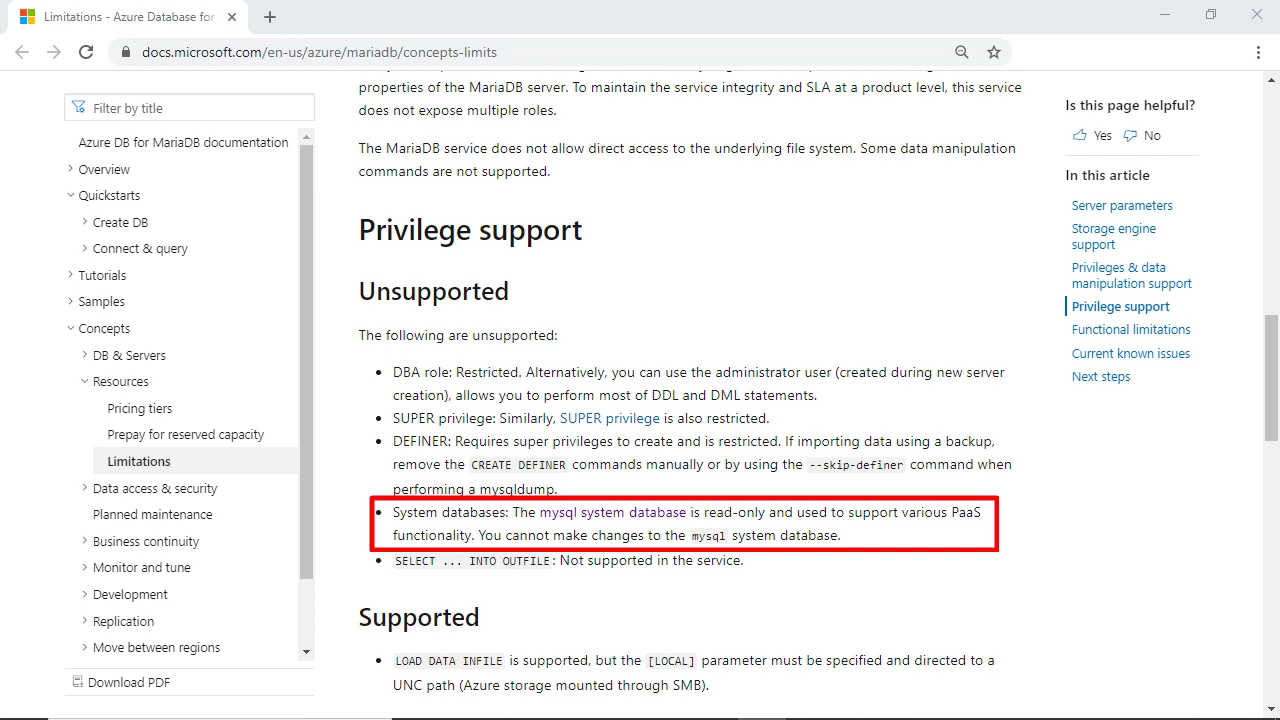 Limitations - Azure Database for
docs.microsoft.com/en-us/azure/mariadb/concepts-limits
Filter by title
Azure DB for MariaDB documentation
Overview
Quickstarts
Create DB
Connect & query
Tutorials
Samples
Concepts
DB & Servers
Resources
Pricing tiers
Prepay for reserved capacity
Limitations
Data access & security
Planned maintenance
Business continuity
Monitor and tune
Development
Replication
Move between regions
Download PDF
properties of the MariaDB server. To maintain the service integrity and SLA at a product level, this service
does not expose multiple roles.
The MariaDB service does not allow direct access to the underlying file system. Some data manipulation
commands are not supported.
Privilege support
Unsupported
The following are unsupported:
• DBA role: Restricted. Alternatively, you can use the administrator user (created during new server
creation), allows you to perform most of DDL and DML statements.
• SUPER privilege: Similarly, SUPER privilege is also restricted.
• DEFINER: Requires super privileges to create and is restricted. If importing data using a backup,
remove the CREATE DEFINER commands manually or by using the --skip-definer command when
performing a mysqldump.
• System databases: The mysql system database is read-only and used to support various PaaS
functionality. You cannot make changes to the mysql system database.
• SELECT ... INTO OUTFILE: Not supported in the service.
Supported
• LOAD DATA INFILE is supported, but the [LOCAL] parameter must be specified and directed to a
UNC path (Azure storage mounted through SMB).
Is this page helpful?
Yes No
In this article
Server parameters
Storage engine
support
Privileges & data
manipulation support
Privilege support
Functional limitations
Current known issues
Next steps